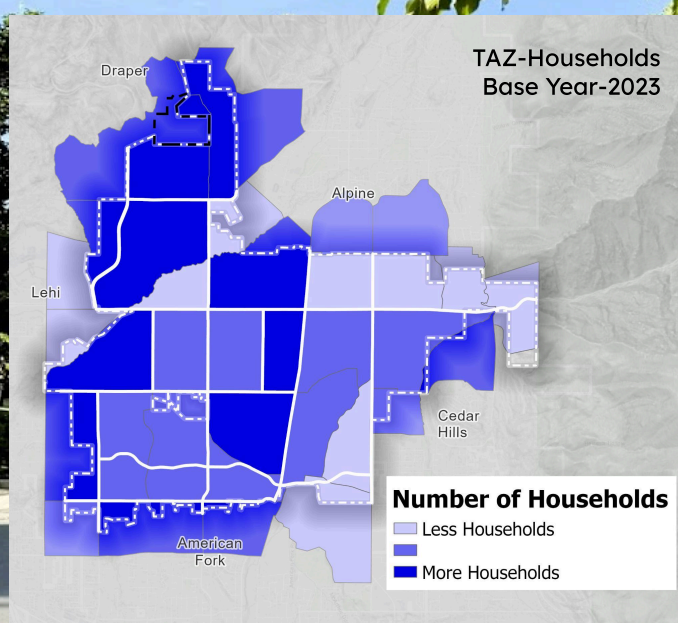 TAZ-Households
Base Year-2023
Draper
Alpine
Lehi
Cedar
Hills
American
Fork
Number of Households
Less Households
More Households